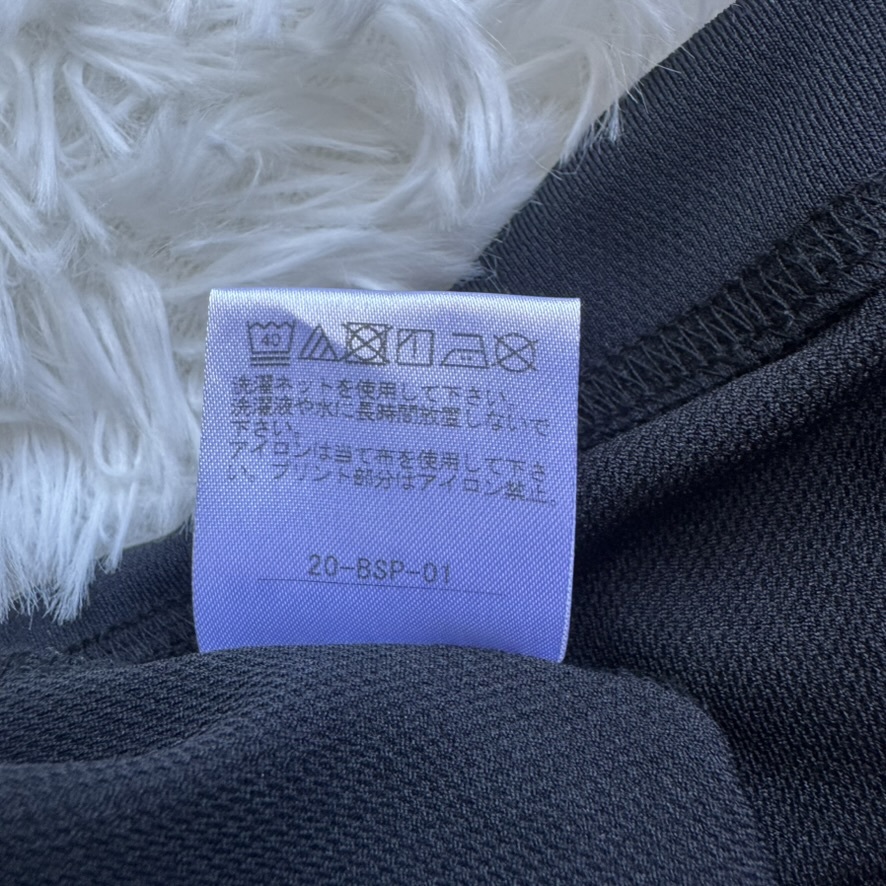 40
洗濯ネットを使用して下さい。
洗濯液や水に長時間放置しないで
下さい。
アイロンは当て布を使用して下さ
い。プリント部分はアイロン禁止。
20-BSP-01